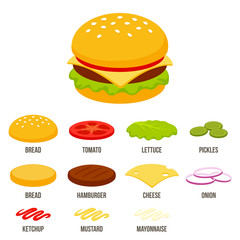 BREAD TOMATO LETTUCE PICKLES
BREAD HAMBURGER CHEESE ONION
KETCHUP MUSTARD MAYONNAISE